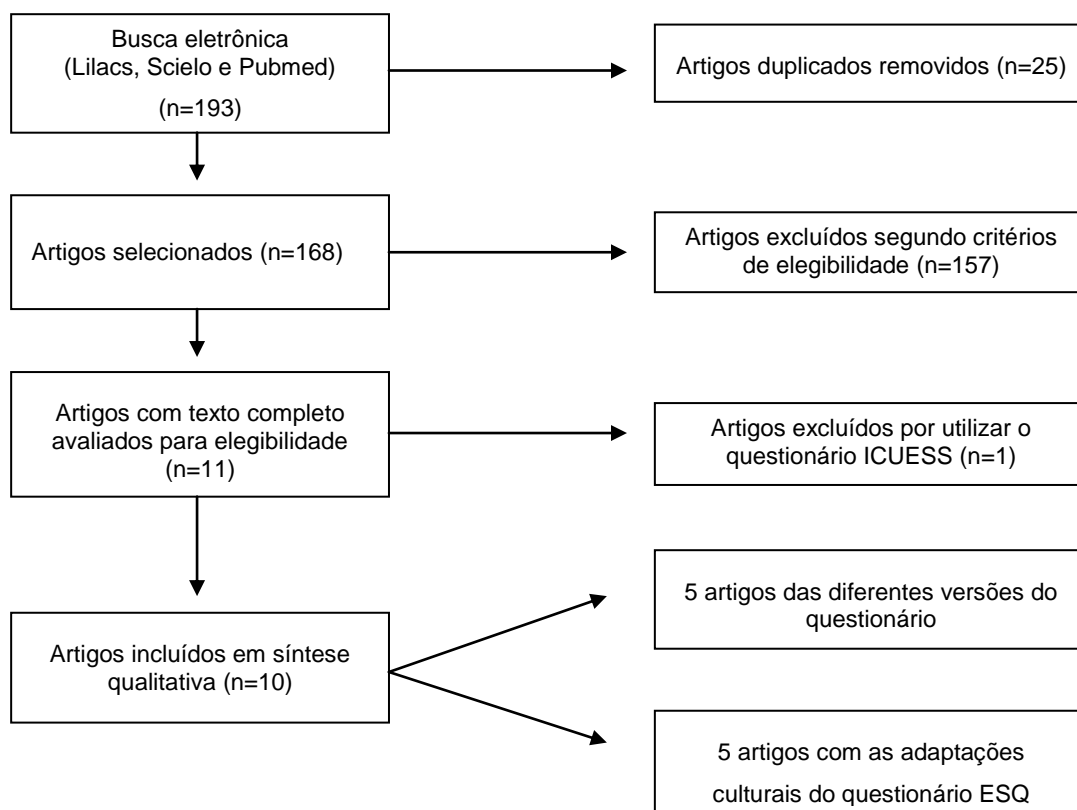 Busca eletrônica
(Lilacs, Scielo e Pubmed)
(n=193)
Artigos duplicados removidos (n=25)
Artigos selecionados (n=168)
Artigos excluídos segundo critérios
de elegibilidade (n=157)
Artigos com texto completo
avaliados para elegibilidade
(n=11)
Artigos excluídos por utilizar o
questionário ICUESS (n=1)
Artigos incluídos em síntese
qualitativa (n=10)
5 artigos das diferentes versões do
questionário
5 artigos com as adaptações
culturais do questionário ESQ